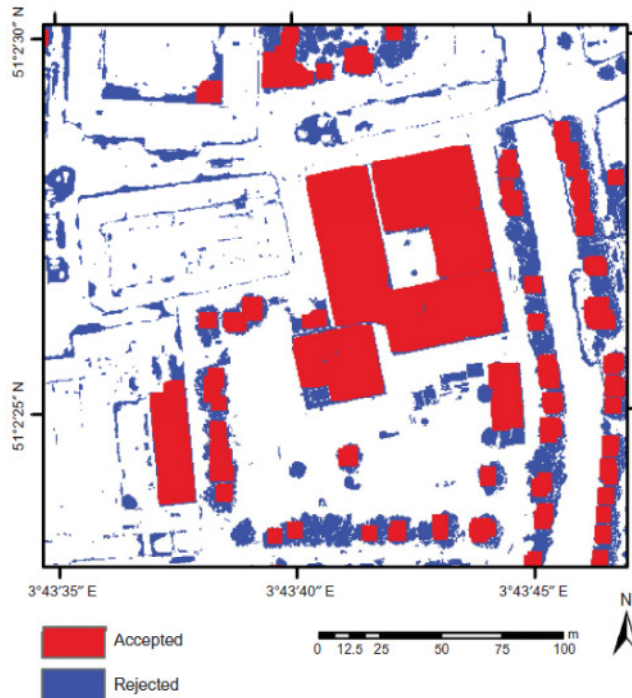 51°2′30″ N
51°2′25″ N
3°43′35″ E
3°43′40″ E
3°43′45″ E
N
Accepted
Rejected
m
0 12.5 25 50 75 100